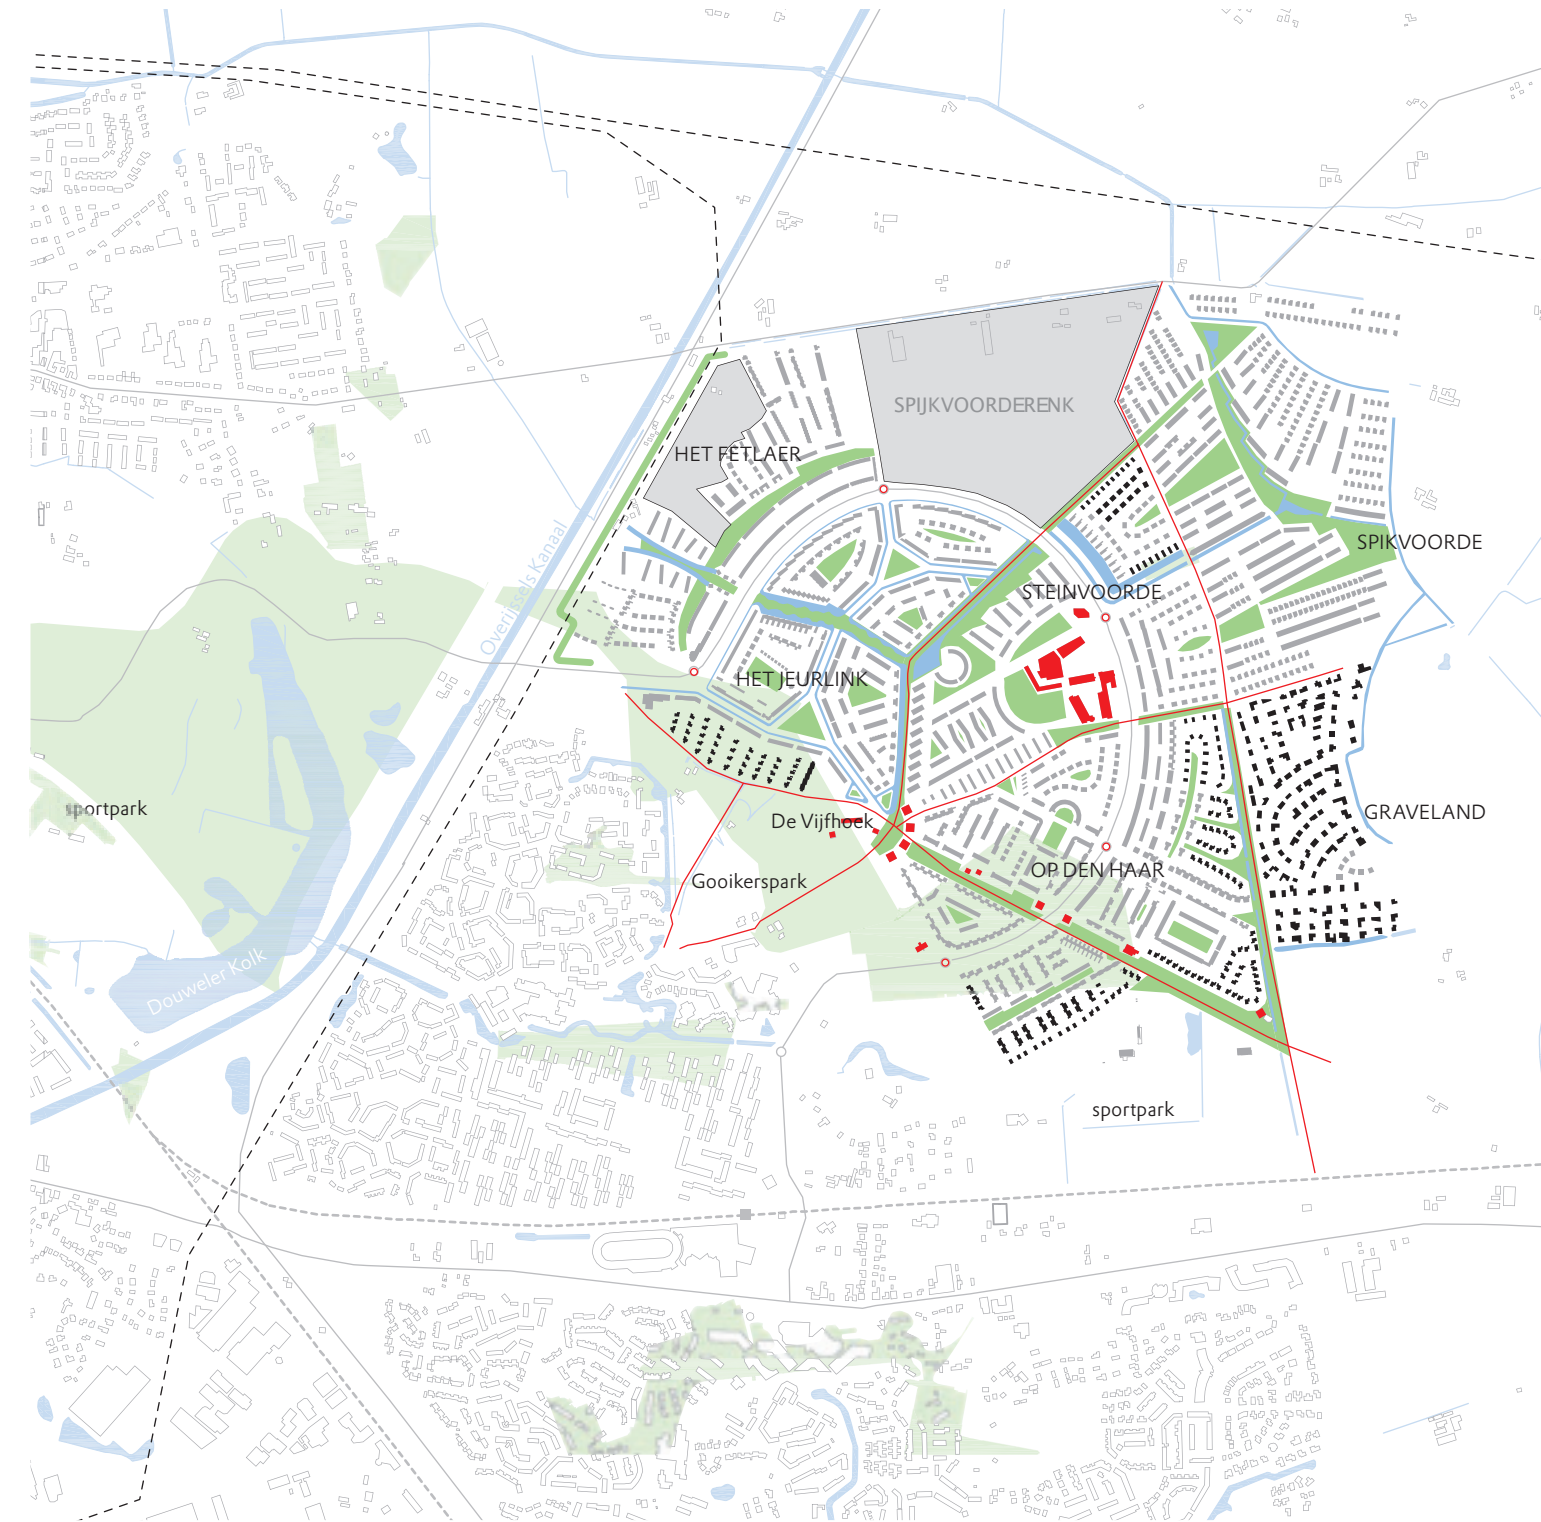 SPIJKVOORDERENK
HET FETLAER
SPIKVOORDE
Overijssels Kanaal
STEINVOORDE
HET JEURLINK
sportpark
De Vijfhoek
GRAVELAND
OP DEN HAAR
Gooikerspark
Douweler Kolk
sportpark